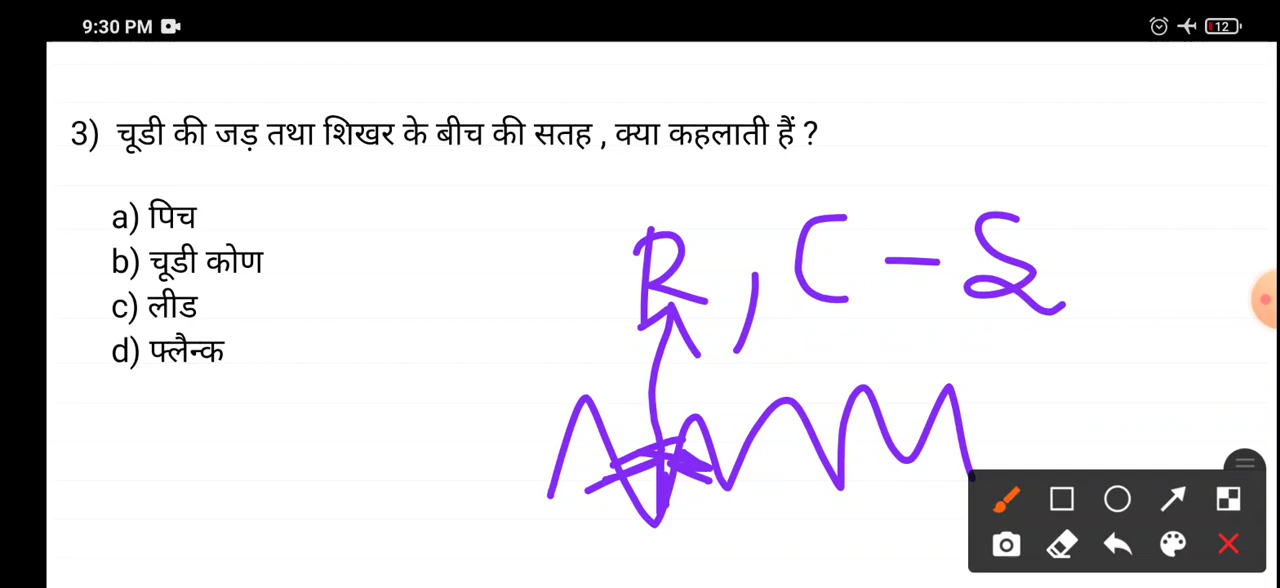 9:30 PM
12
3) चूडी की जड़ तथा शिखर के बीच की सतह , क्या कहलाती हैं ?
a) पिच
b) चूडी कोण
c) लीड
d) फ्लैन्क
R , C - S